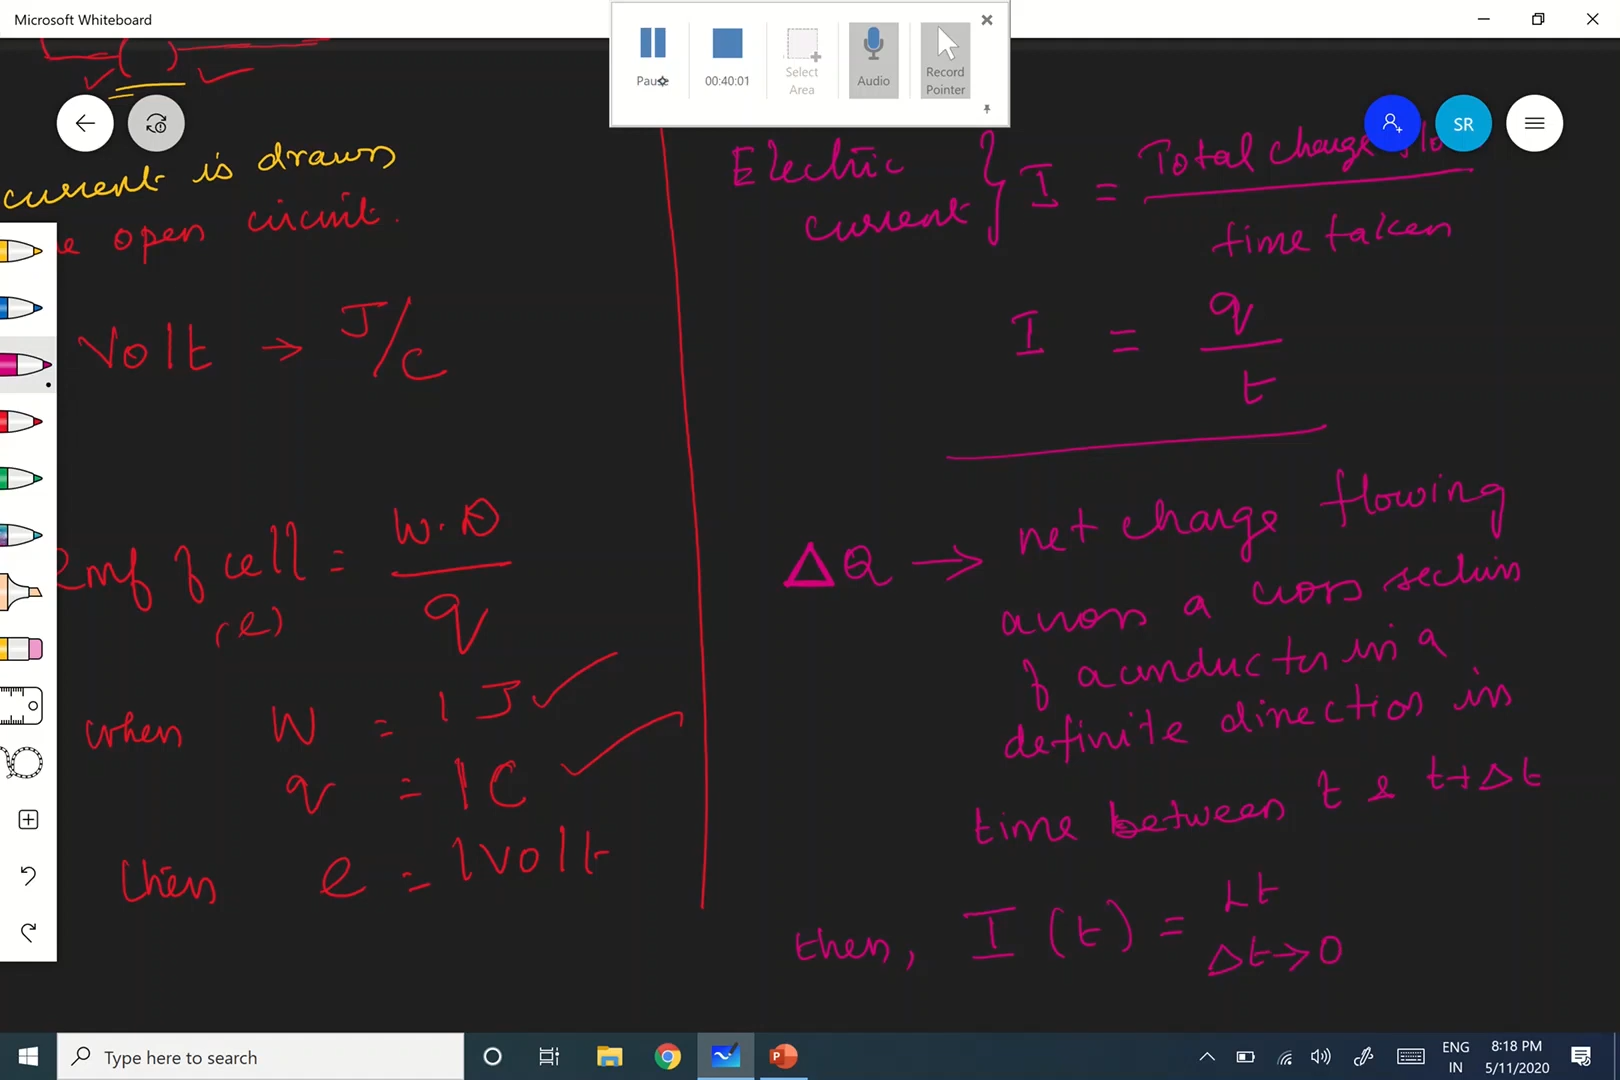 Microsoft Whiteboard
Pause
00:40:01
Select Area
Audio
Record Pointer
SR
current is drawn
open circuit.
Volt → J/C
Emf of cell = W.D / q
(e)
when W = 1 J
q = 1C
then e = 1 Volt
Electric current } I = Total charge / time taken
I = q / t
ΔQ → net charge flowing
across a cross section
of a conductor in a
definite direction in
time between t & t+Δt
then, I (t) = Lt
Δt→0
Type here to search
ENG
IN
8:18 PM
5/11/2020